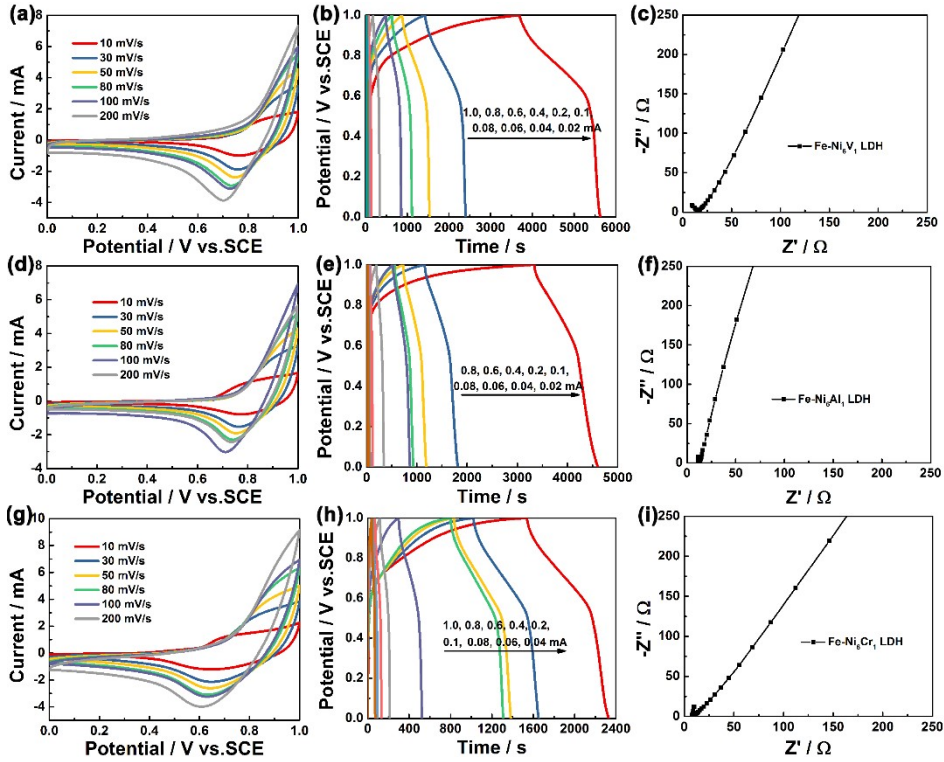 (a)
8
6
4
2
0
-2
-4
Current / mA
10 mV/s
30 mV/s
50 mV/s
80 mV/s
100 mV/s
200 mV/s
0.0 0.2 0.4 0.6 0.8 1.0
Potential / V vs.SCE
(b)
1.0
0.8
0.6
0.4
0.2
0.0
Potential / V vs.SCE
1.0, 0.8, 0.6, 0.4, 0.2, 0.1,
0.08, 0.06, 0.04, 0.02 mA
0 1000 2000 3000 4000 5000 6000
Time / s
(c)
250
200
150
100
50
0
-Z'' / Ω
Fe-Ni6V1 LDH
0 50 100 150 200 250
Z' / Ω
(d)
8
6
4
2
0
-2
-4
Current / mA
10 mV/s
30 mV/s
50 mV/s
80 mV/s
100 mV/s
200 mV/s
0.0 0.2 0.4 0.6 0.8 1.0
Potential / V vs.SCE
(e)
1.0
0.8
0.6
0.4
0.2
0.0
Potential / V vs.SCE
0.8, 0.6, 0.4, 0.2, 0.1,
0.08, 0.06, 0.04, 0.02 mA
0 1000 2000 3000 4000 5000
Time / s
(f)
250
200
150
100
50
0
-Z'' / Ω
Fe-Ni6Al1 LDH
0 50 100 150 200 250
Z' / Ω
(g)
10
8
6
4
2
0
-2
-4
Current / mA
10 mV/s
30 mV/s
50 mV/s
80 mV/s
100 mV/s
200 mV/s
0.0 0.2 0.4 0.6 0.8 1.0
Potential / V vs.SCE
(h)
1.0
0.8
0.6
0.4
0.2
0.0
Potential / V vs.SCE
1.0, 0.8, 0.6, 0.4, 0.2,
0.1, 0.08, 0.06, 0.04 mA
0 400 800 1200 1600 2000 2400
Time / s
(i)
250
200
150
100
50
0
-Z'' / Ω
Fe-Ni6Cr1 LDH
0 50 100 150 200 250
Z' / Ω